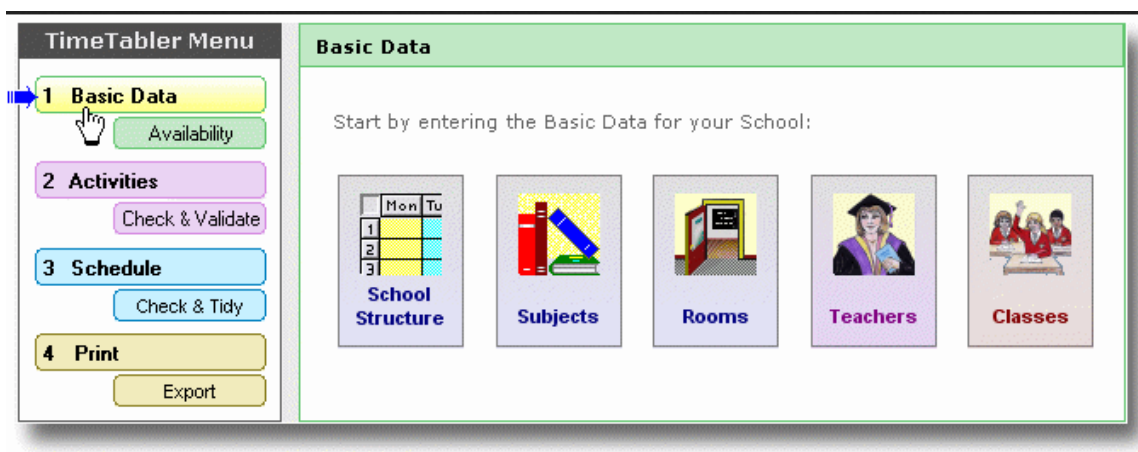 TimeTabler Menu
1 Basic Data
Availability
2 Activities
Check & Validate
3 Schedule
Check & Tidy
4 Print
Export
Basic Data
Start by entering the Basic Data for your School:
Mon Tu
1
2
3
School
Structure
Subjects
Rooms
Teachers
Classes